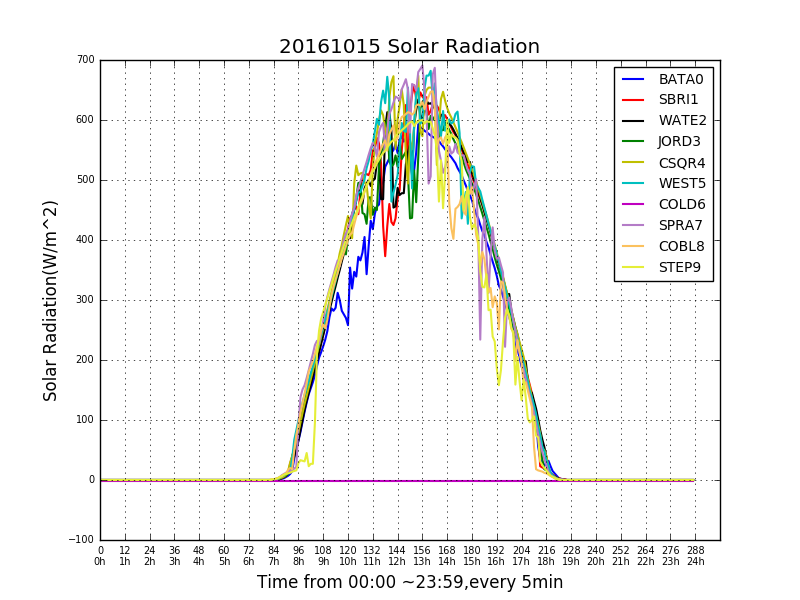 20161015 Solar Radiation
700
600
500
400
300
200
100
0
−100
Solar Radiation(W/m^2)
BATA0
SBRI1
WATE2
JORD3
CSQR4
WEST5
COLD6
SPRA7
COBL8
STEP9
0 12 24 36 48 60 72 84 96 108 120 132 144 156 168 180 192 204 216 228 240 252 264 276 288
0h 1h 2h 3h 4h 5h 6h 7h 8h 9h 10h 11h 12h 13h 14h 15h 16h 17h 18h 19h 20h 21h 22h 23h 24h
Time from 00:00 ~23:59,every 5min